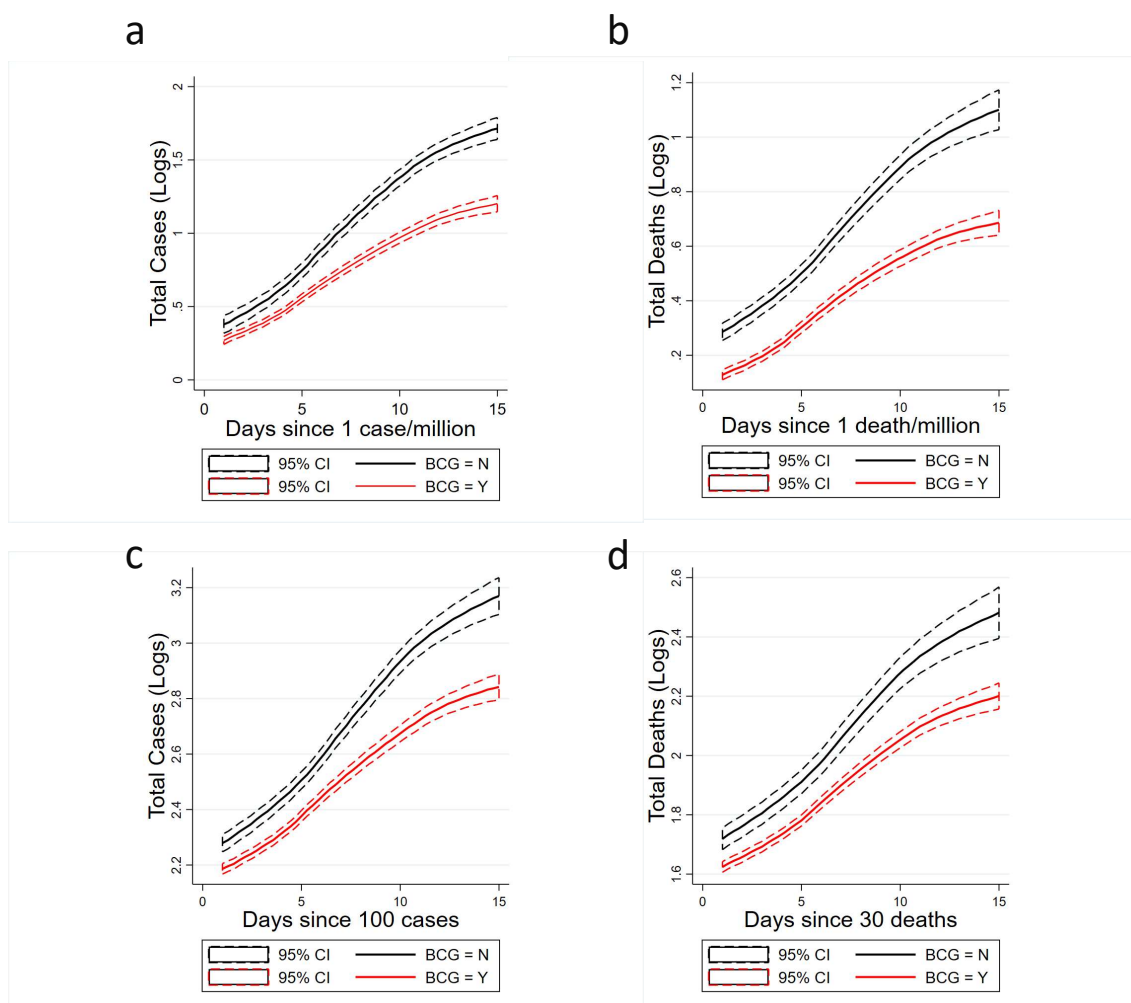 a
2
1.5
1
.5
0
Total Cases (Logs)
0 5 10 15
Days since 1 case/million
95% CI BCG = N
95% CI BCG = Y
b
1.2
1
.8
.6
.4
.2
Total Deaths (Logs)
0 5 10 15
Days since 1 death/million
95% CI BCG = N
95% CI BCG = Y
c
3.2
3
2.8
2.6
2.4
2.2
Total Cases (Logs)
0 5 10 15
Days since 100 cases
95% CI BCG = N
95% CI BCG = Y
d
2.6
2.4
2.2
2
1.8
1.6
Total Deaths (Logs)
0 5 10 15
Days since 30 deaths
95% CI BCG = N
95% CI BCG = Y